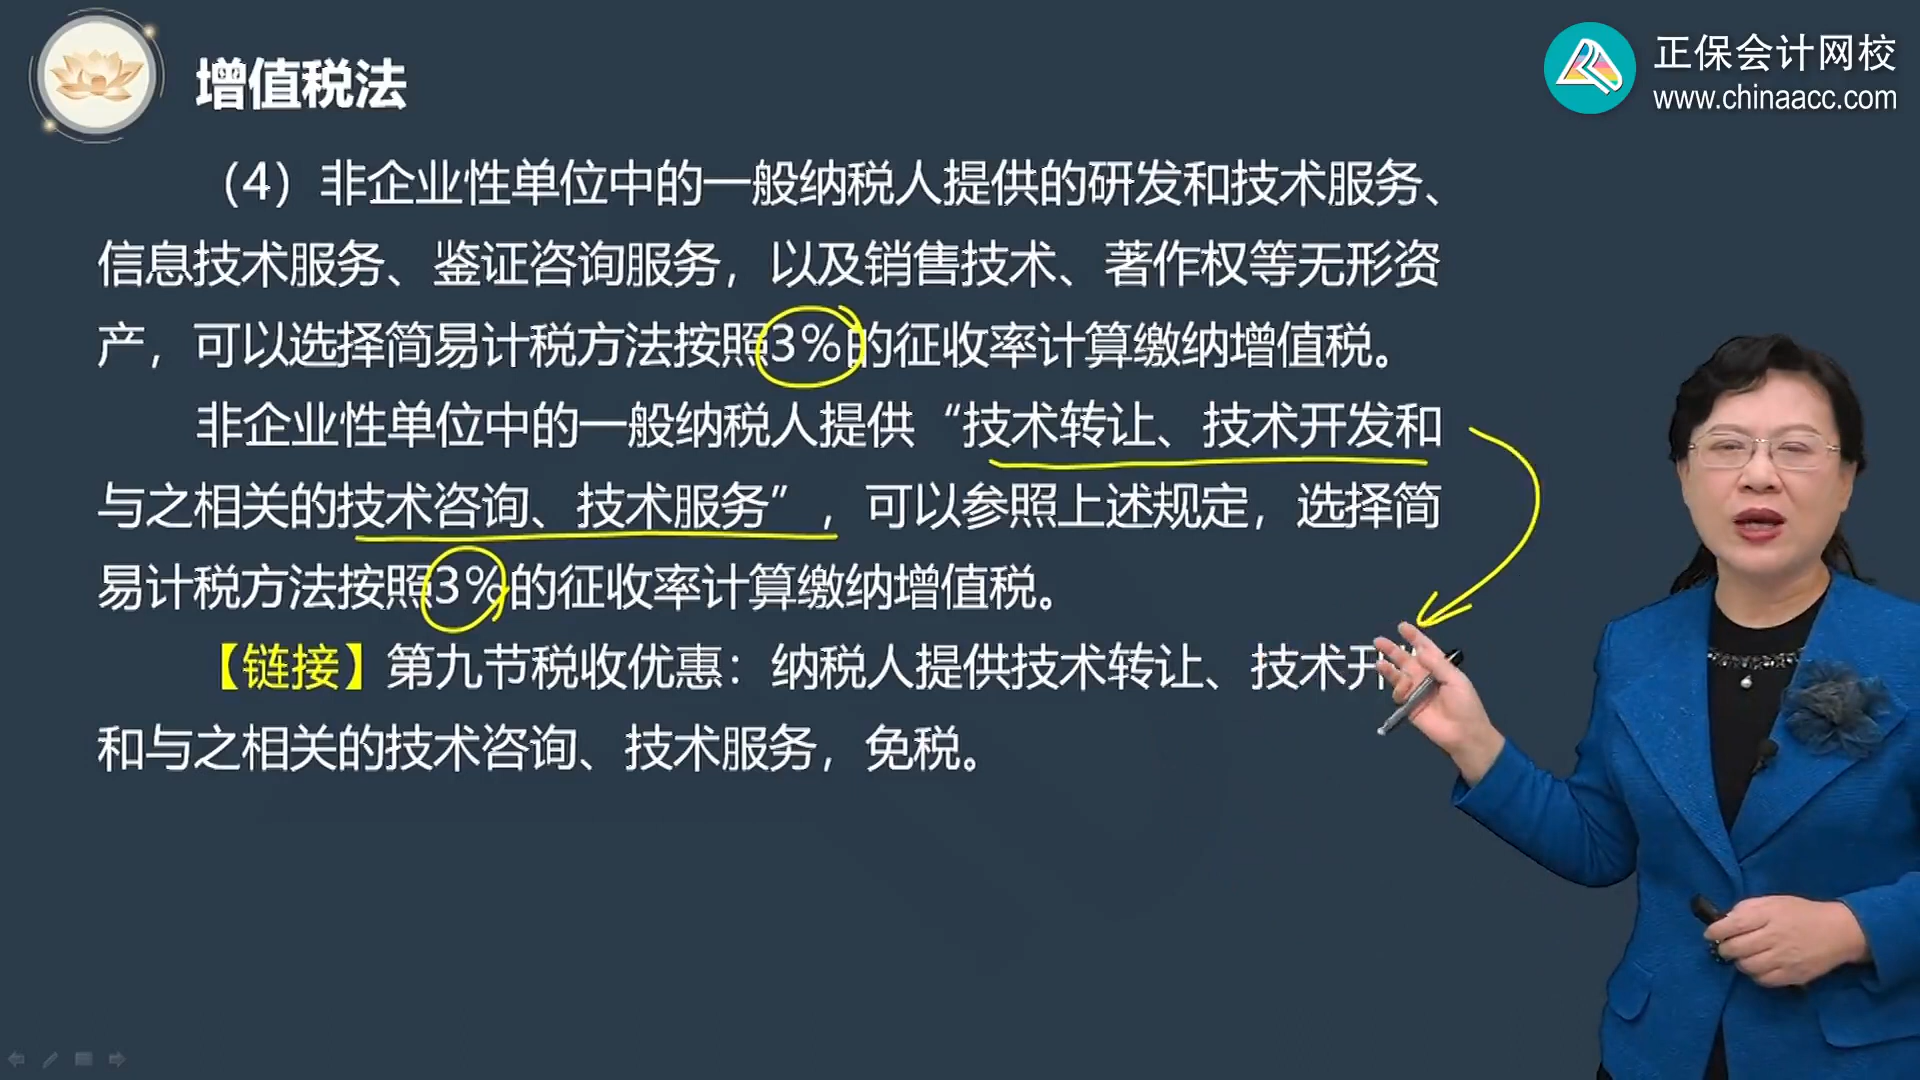 增值税法
正保会计网校
www.chinaacc.com
（4）非企业性单位中的一般纳税人提供的研发和技术服务、
信息技术服务、鉴证咨询服务，以及销售技术、著作权等无形资
产，可以选择简易计税方法按照3%的征收率计算缴纳增值税。
非企业性单位中的一般纳税人提供“技术转让、技术开发和
与之相关的技术咨询、技术服务”，可以参照上述规定，选择简
易计税方法按照3%的征收率计算缴纳增值税。
【链接】第九节税收优惠：纳税人提供技术转让、技术开
和与之相关的技术咨询、技术服务，免税。